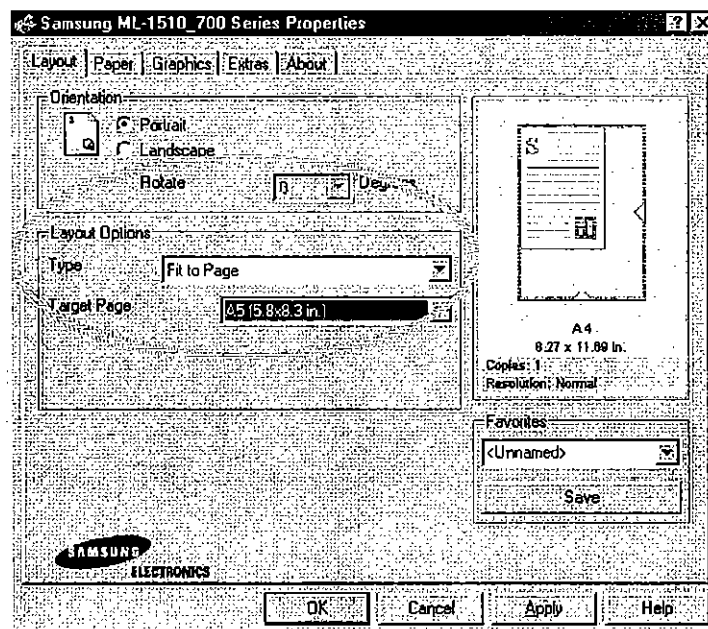 Samsung ML-1510_700 Series Properties
Layout Paper Graphics Extras About
Orientation
Portrait
Landscape
Rotate 0
Layout Options
Type Fit to Page
Target Page A5 (5.8x8.3 in.)
S
A4
8.27 x 11.69 in.
Copies: 1
Resolution: Normal
Favorites
<Unnamed>
Save
SAMSUNG
ELECTRONICS
OK Cancel Apply Help